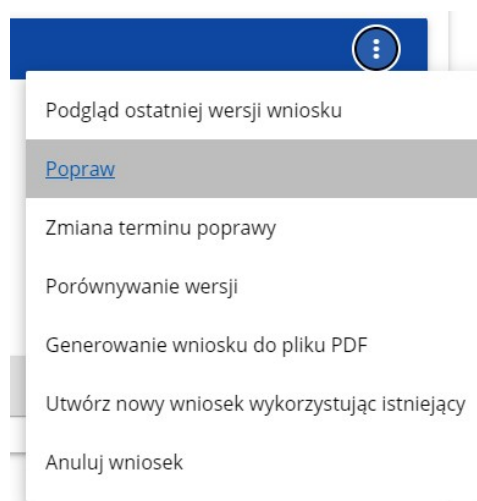 Podgląd ostatniej wersji wniosku
Popraw
Zmiana terminu poprawy
Porównywanie wersji
Generowanie wniosku do pliku PDF
Utwórz nowy wniosek wykorzystując istniejący
Anuluj wniosek